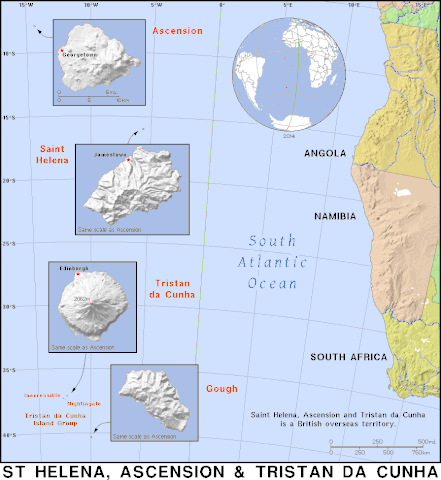 15°W
10°W
5°W
0°
5°E
10°E
15°E
Ascension
10°S
Georgetown
0 5mi
0 5 10km
2014
15°S
Saint
Helena
Jamestown
ANGOLA
20°S
Same scale as Ascension
NAMIBIA
25°S
South
Atlantic
Ocean
Edinburgh
Tristan
da Cunha
2062m
30°S
Same scale as Ascension
SOUTH AFRICA
35°S
Gough
Inaccessible
Nightingale
Tristan da Cunha
Island Group
Saint Helena, Ascension and Tristan da Cunha
is a British overseas territory.
40°S
Same scale as Ascension
0 250 500mi
0 250 500 750km
ST HELENA, ASCENSION & TRISTAN DA CUNHA